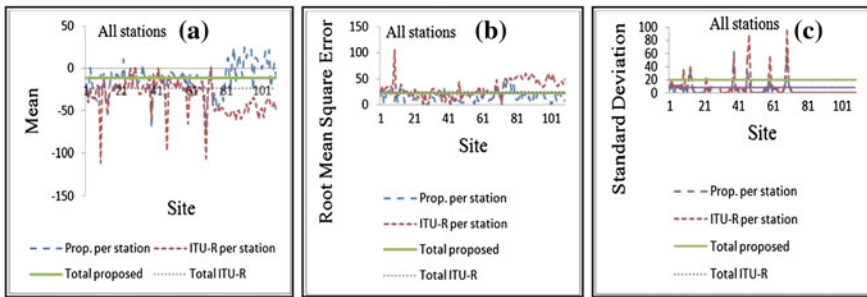 All stations (a)
50
0
-50
-100
-150
1 21 41 61 81 101
Mean
Site
Prop. per station ITU-R per station
Total proposed Total ITU-R
All stations (b)
150
100
50
0
1 21 41 61 81 101
Root Mean Square Error
Site
Prop. per station
ITU-R per station
Total proposed
Total ITU-R
All stations (c)
100
80
60
40
20
0
1 21 41 61 81 101
Standard Deviation
Site
Prop. per station
ITU-R per station
Total proposed
Total ITU-R